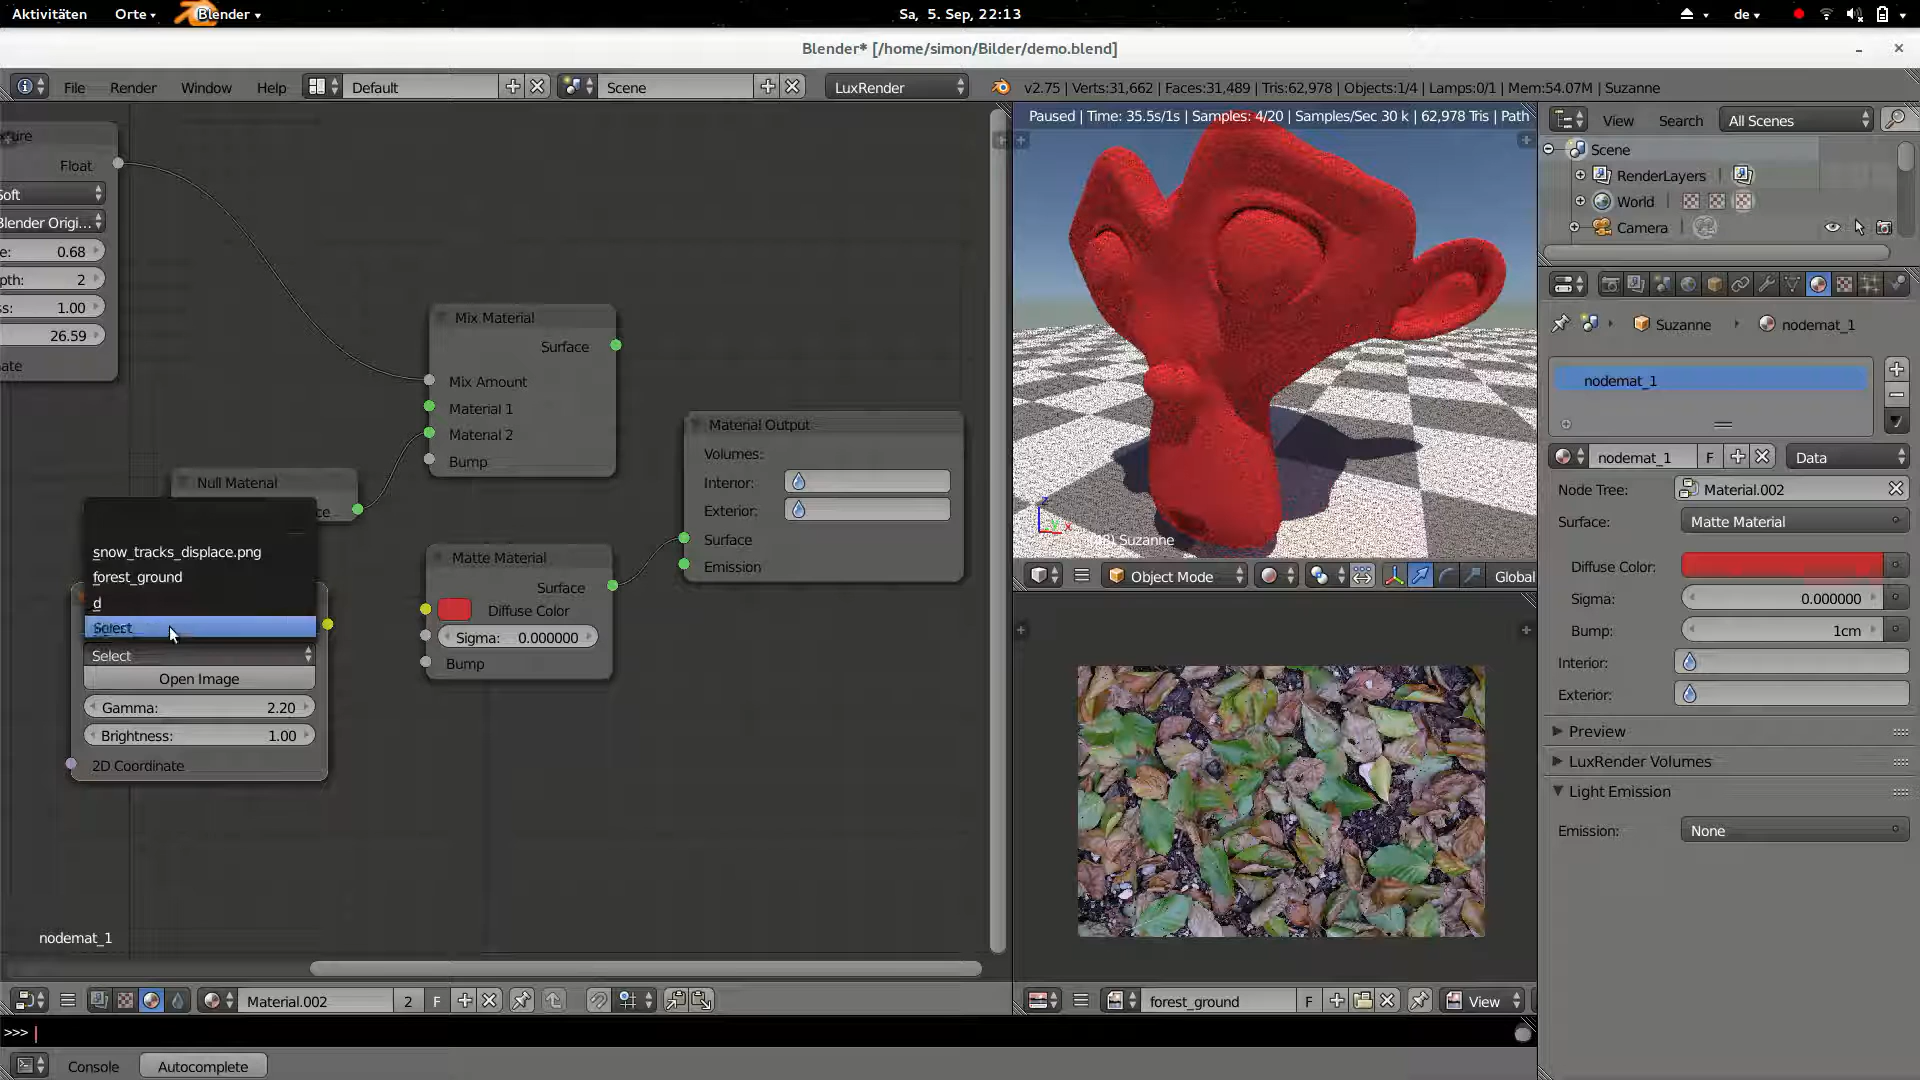 Aktivitäten Orte Blender Sa, 5. Sep, 22:13 de
Blender* [/home/simon/Bilder/demo.blend]
File Render Window Help Default Scene LuxRender v2.75 | Verts:31,662 | Faces:31,489 | Tris:62,978 | Objects:1/4 | Lamps:0/1 | Mem:54.07M | Suzanne
Float
0.68
2
1.00
26.59
Mix Material
Surface
Mix Amount
Material 1
Material 2
Bump
Null Material
snow_tracks_displace.png
forest_ground
d
Select
Select
Open Image
Gamma: 2.20
Brightness: 1.00
2D Coordinate
Matte Material
Surface
Diffuse Color
Sigma: 0.000000
Bump
Material Output
Volumes:
Interior:
Exterior:
Surface
Emission
nodemat_1
Material.002 2 F
Paused | Time: 35.5s/1s | Samples: 4/20 | Samples/Sec 30 k | 62,978 Tris | Path
z
y
x
(48) Suzanne
Object Mode Global
forest_ground F View
View Search All Scenes
Scene
RenderLayers
World
Camera
Suzanne nodemat_1
nodemat_1
nodemat_1 F Data
Node Tree: Material.002
Surface: Matte Material
Diffuse Color:
Sigma: 0.000000
Bump: 1cm
Interior:
Exterior:
Preview
LuxRender Volumes
Light Emission
Emission: None
>>>
Console Autocomplete